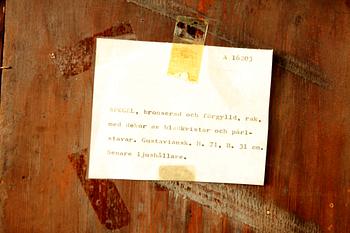 A 16203
SPEGEL, bronserad och förgylld, rak,
med dekor av bladkvistar och pärl-
stavar. Gustaviansk. H. 71, B. 31 cm.
Senare ljushållare.